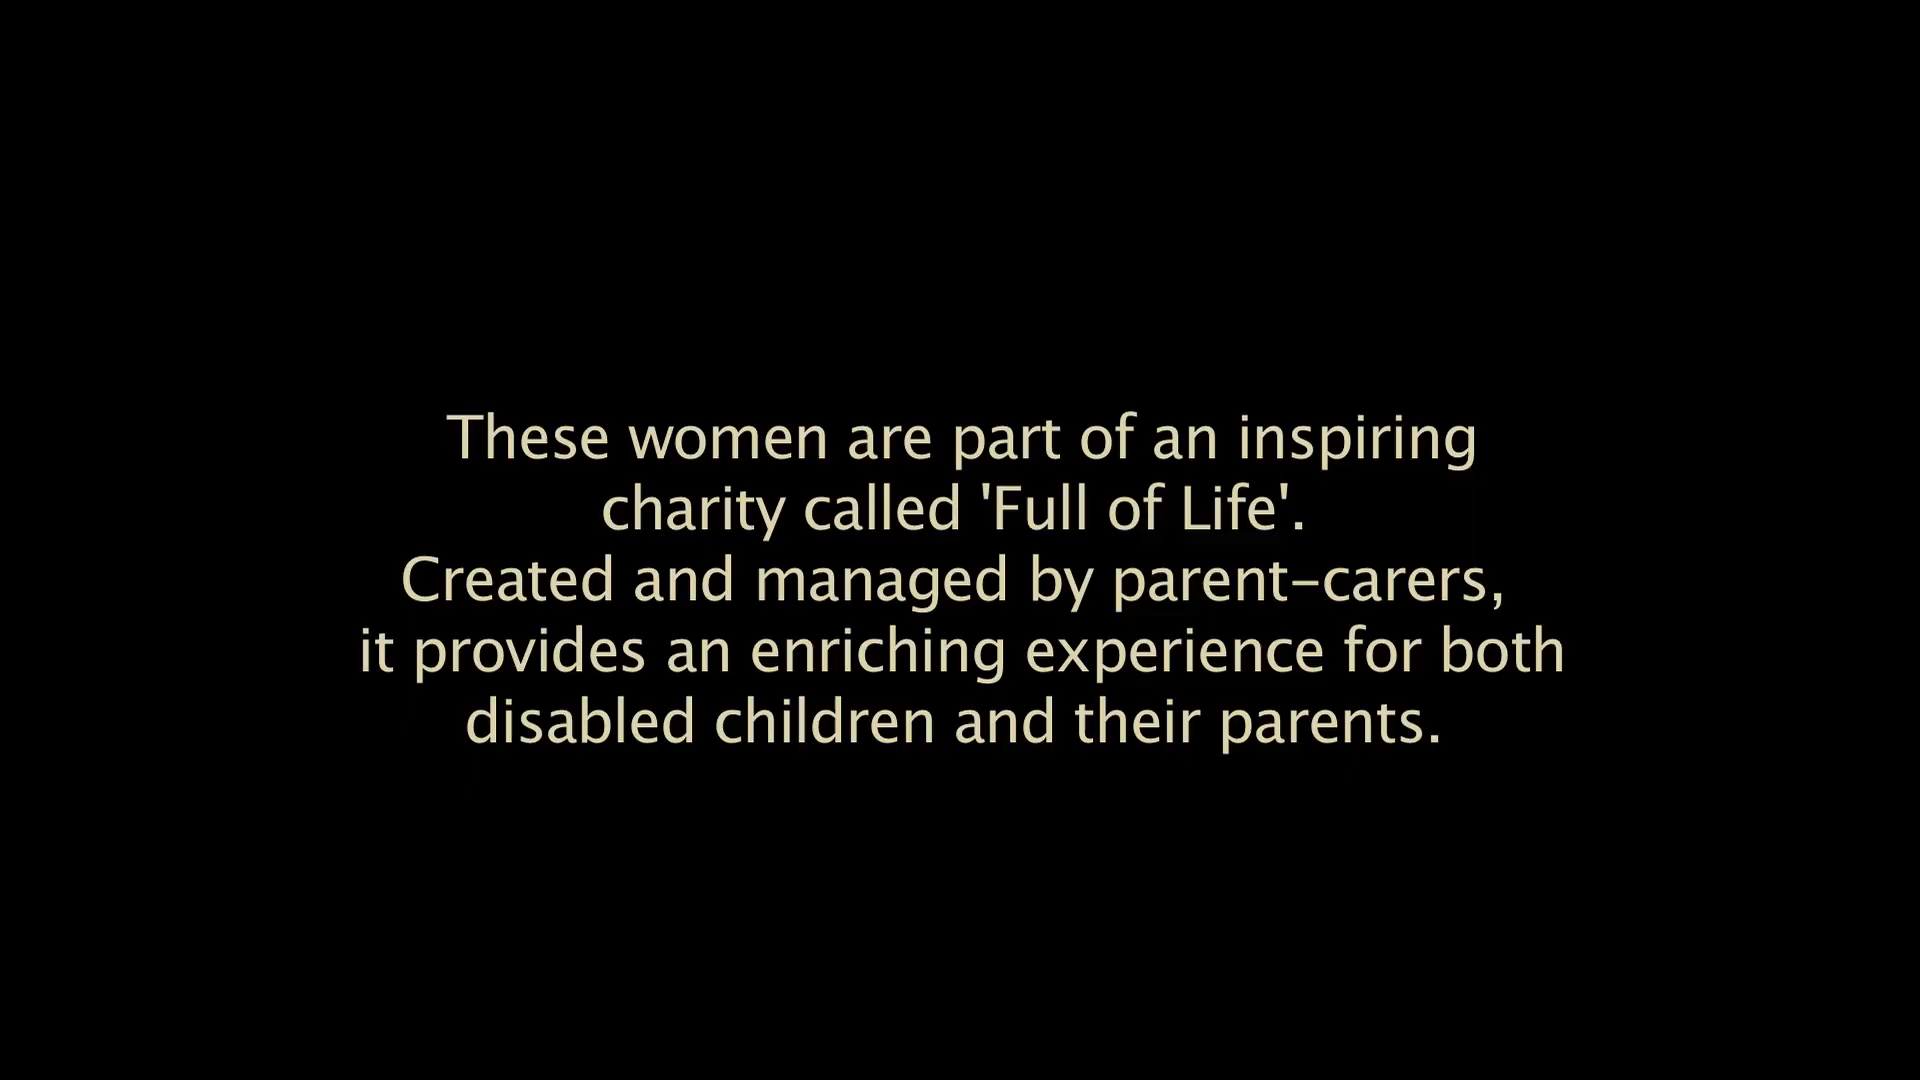 These women are part of an inspiring
charity called 'Full of Life'.
Created and managed by parent-carers,
it provides an enriching experience for both
disabled children and their parents.